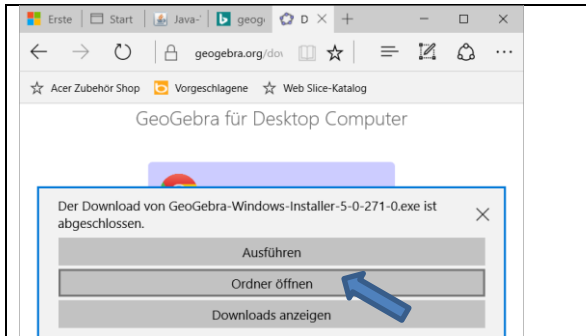 Erste Start Java- geog D
geogebra.org/dov
Acer Zubehör Shop Vorgeschlagene Web Slice-Katalog
GeoGebra für Desktop Computer
Der Download von GeoGebra-Windows-Installer-5-0-271-0.exe ist
abgeschlossen.
Ausführen
Ordner öffnen
Downloads anzeigen